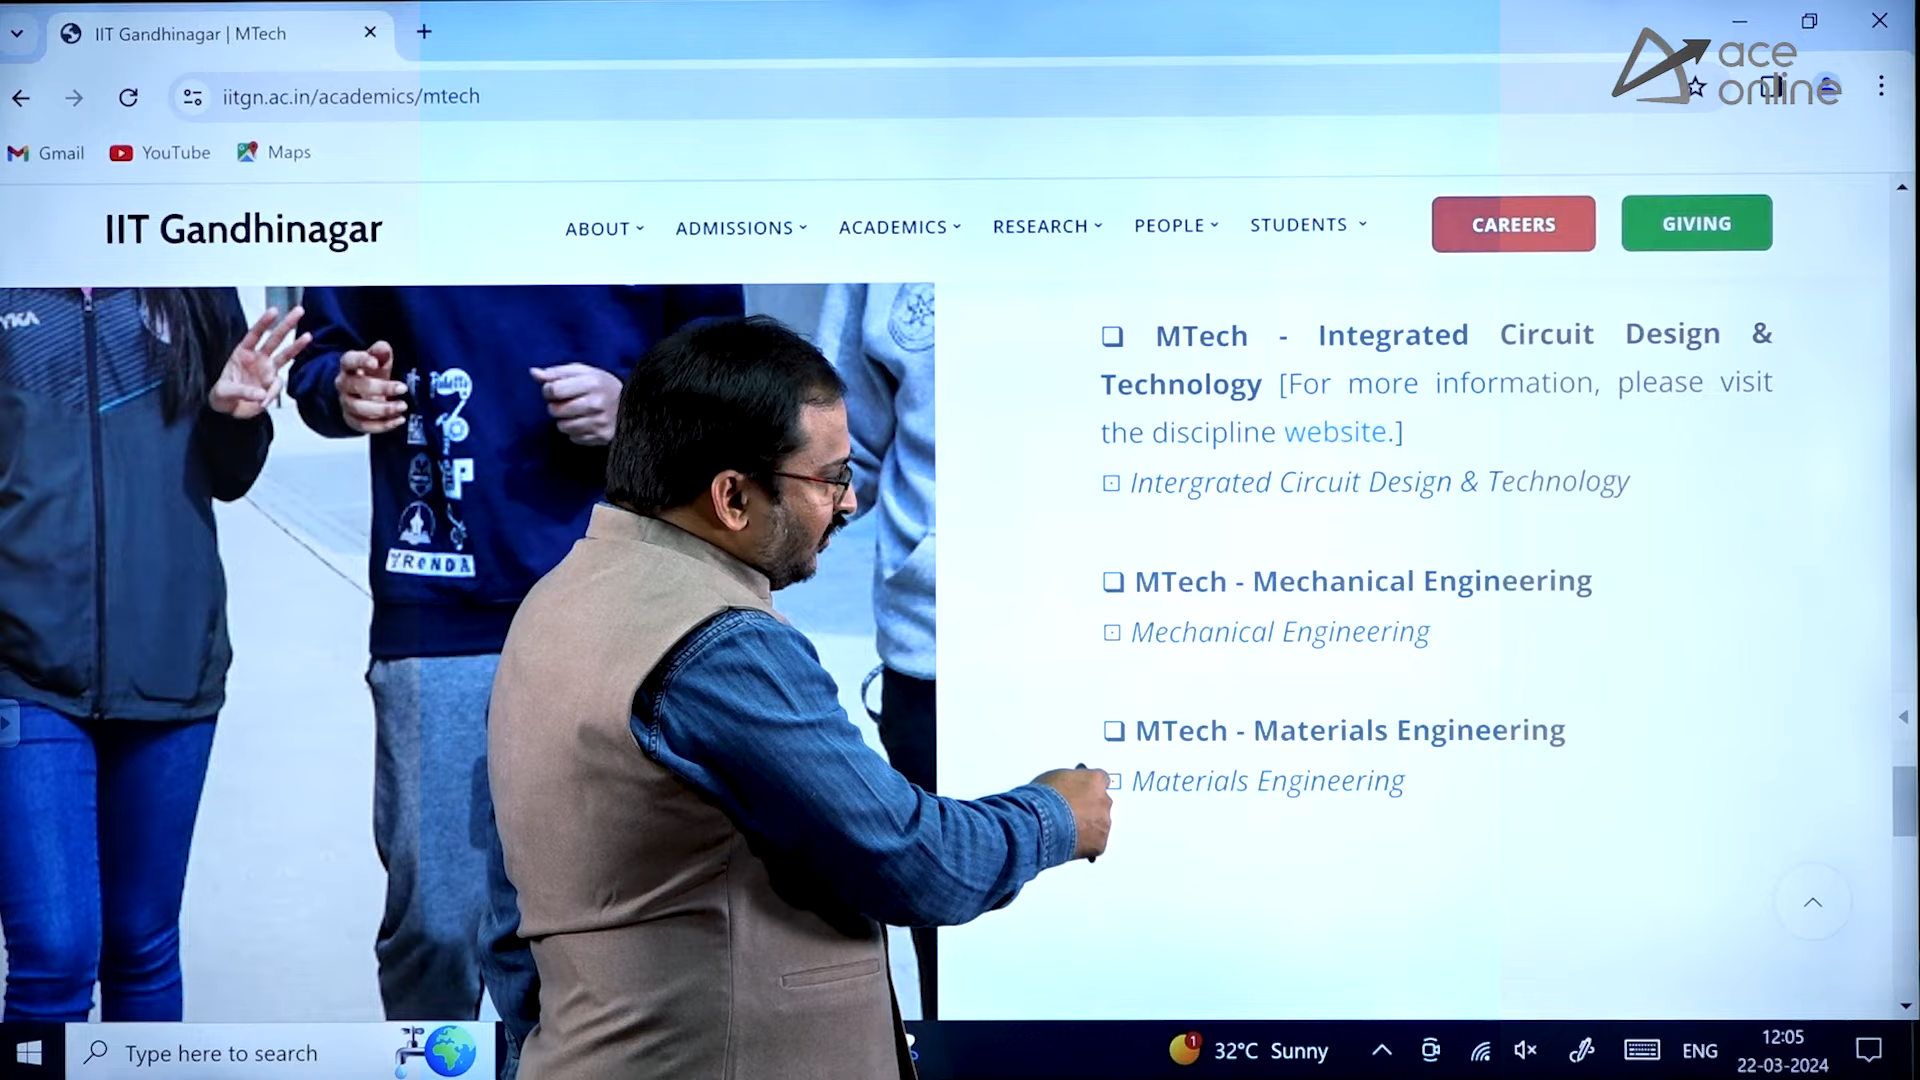 IIT Gandhinagar | MTech
ace
online
iitgn.ac.in/academics/mtech
Gmail YouTube Maps
IIT Gandhinagar
ABOUT ADMISSIONS ACADEMICS RESEARCH PEOPLE STUDENTS CAREERS GIVING
MTech - Integrated Circuit Design &
Technology [For more information, please visit
the discipline website.]
Intergrated Circuit Design & Technology
MTech - Mechanical Engineering
Mechanical Engineering
MTech - Materials Engineering
Materials Engineering
TRONDA
Type here to search
1
32°C Sunny
ENG
12:05
22-03-2024